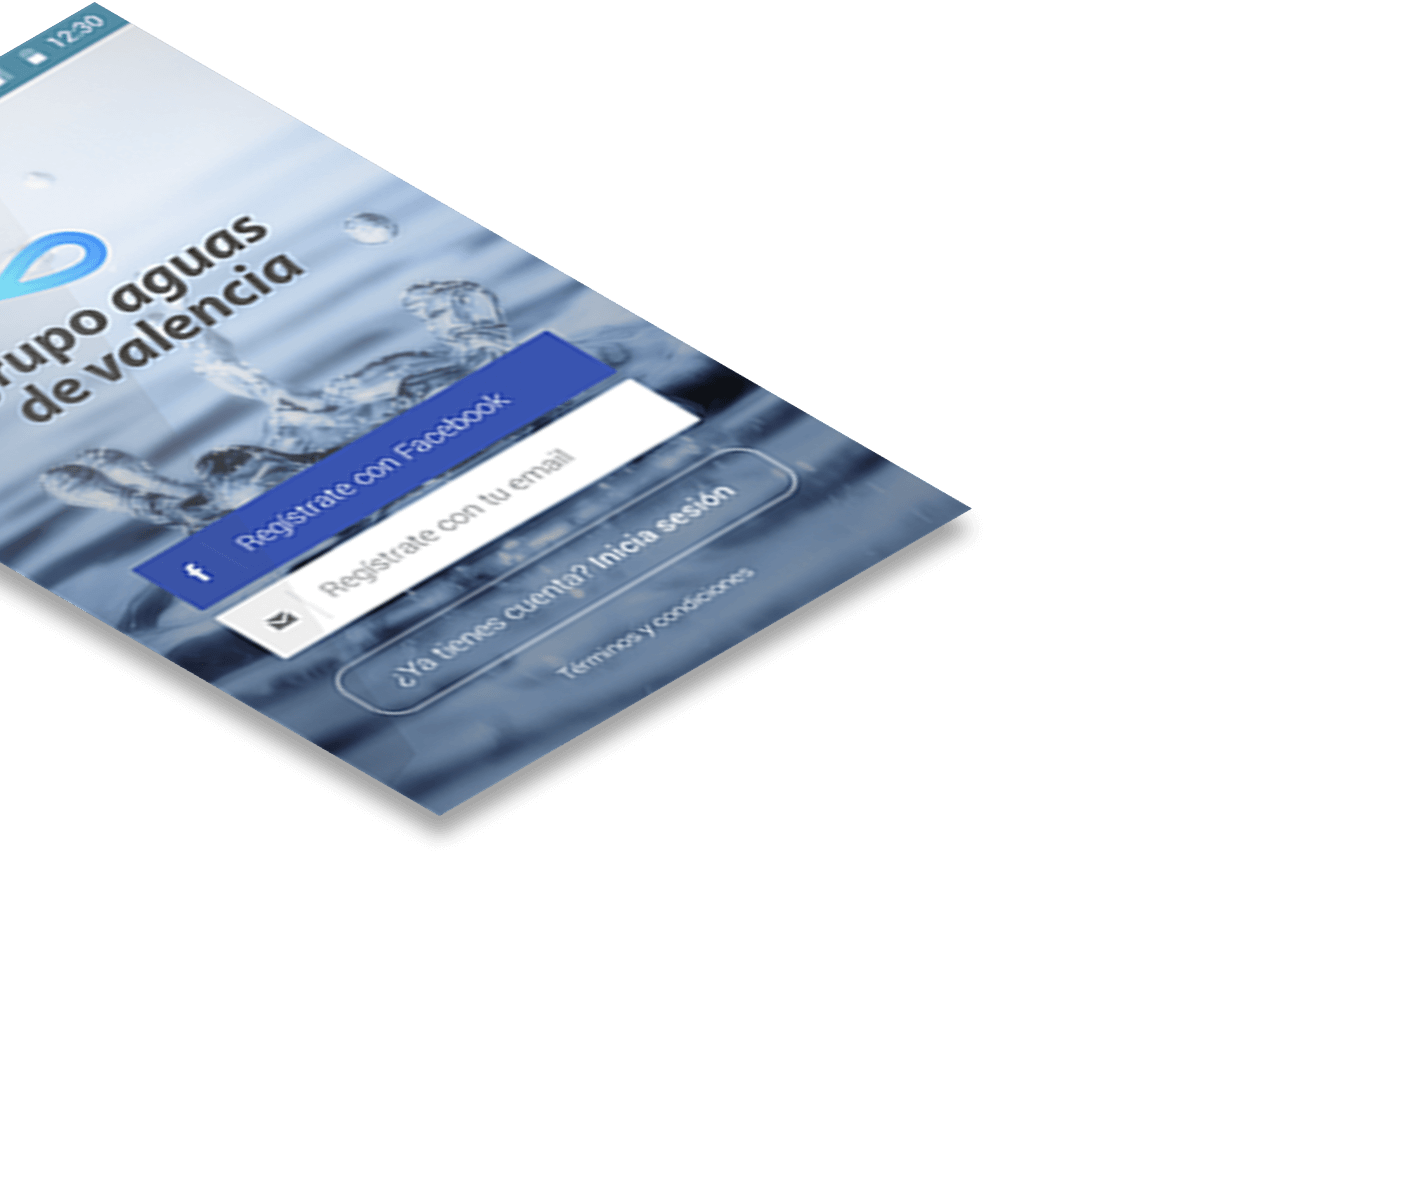 12:30
rupo aguas
de valencia
Regístrate con Facebook
Regístrate con tu email
¿Ya tienes cuenta? Inicia sesión
Términos y condiciones